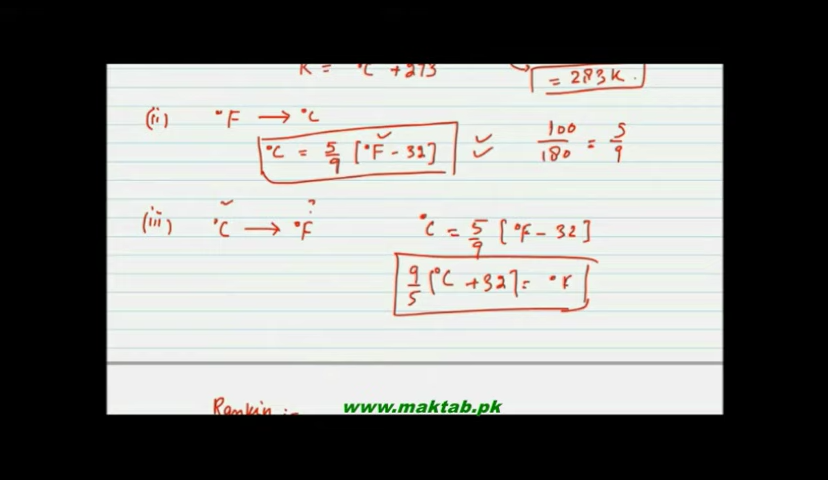 K = °C + 273
= 283K.
(ii) °F → °C
°C = 5/9 [°F - 32]
100/180 = 5/9
(iii) °C → °F
?
°C = 5/9 [°F - 32]
9/5 [°C + 32] = °F
Rankin :-
www.maktab.pk